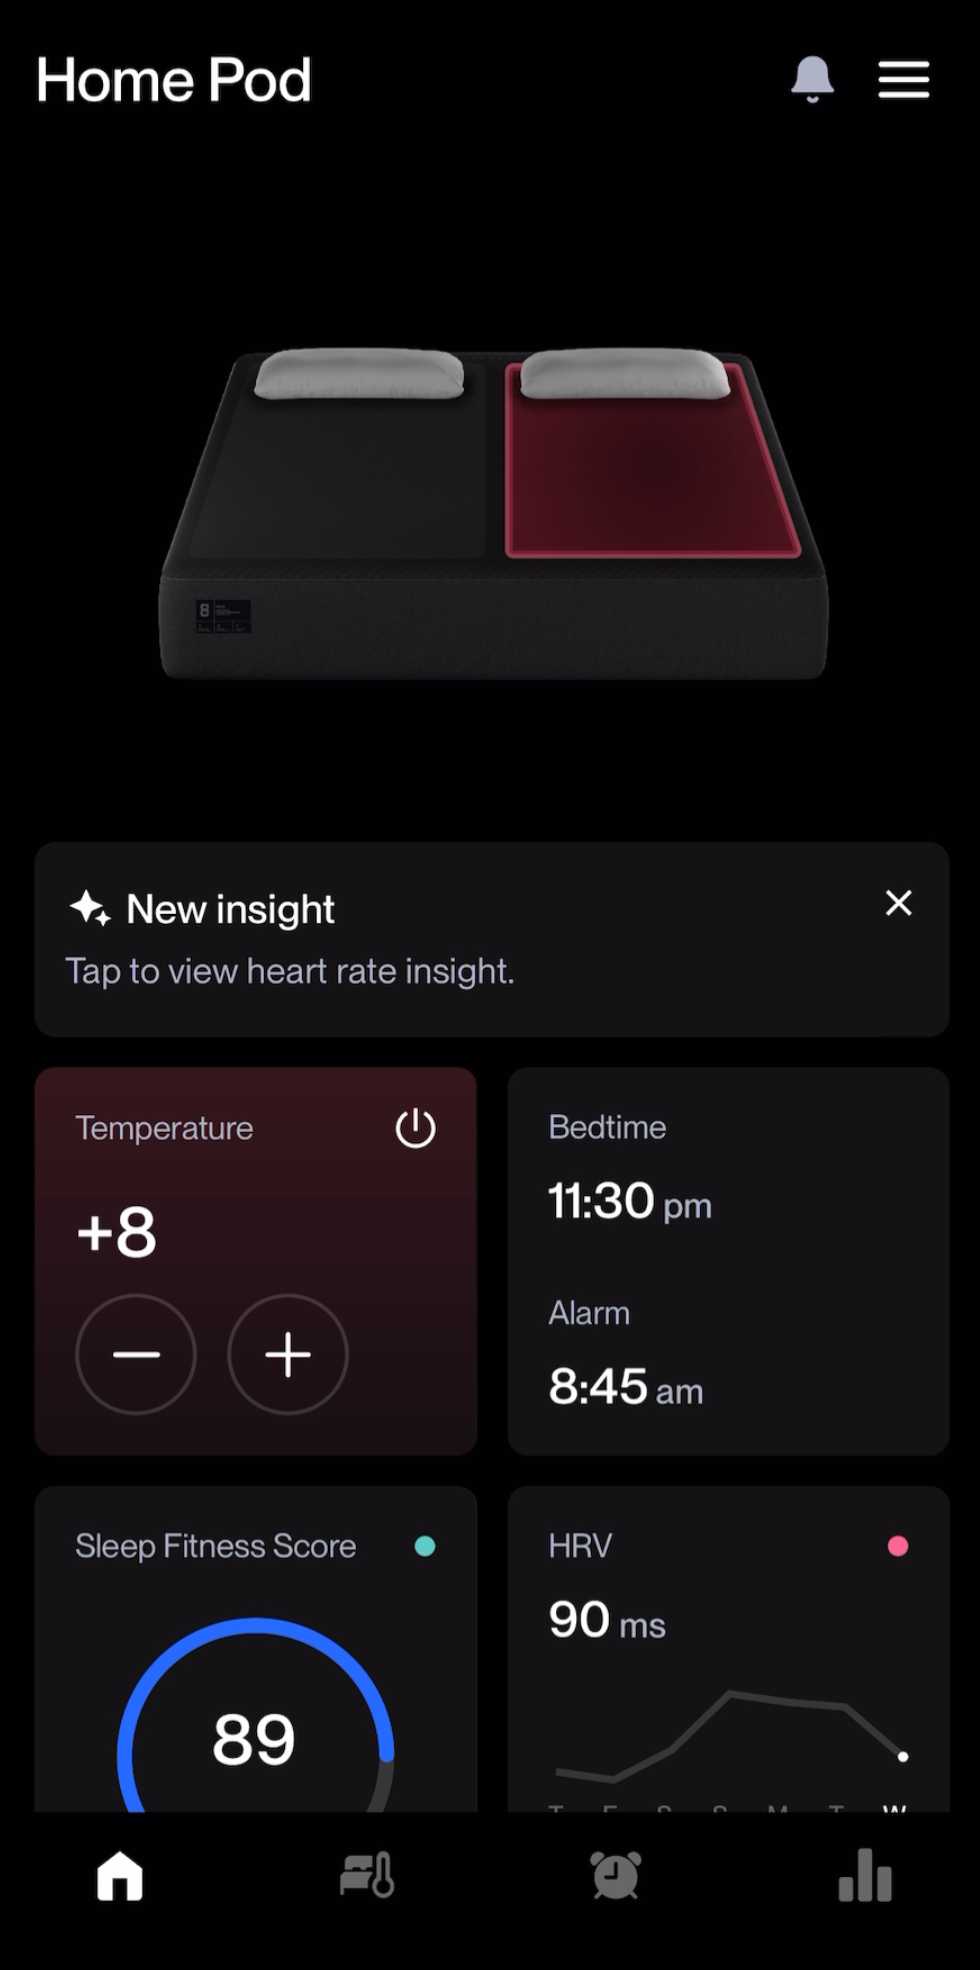 Home Pod
8
New insight
Tap to view heart rate insight.
Temperature
+8
Bedtime
11:30 pm
Alarm
8:45 am
Sleep Fitness Score
89
HRV
90 ms
T F S S M T W